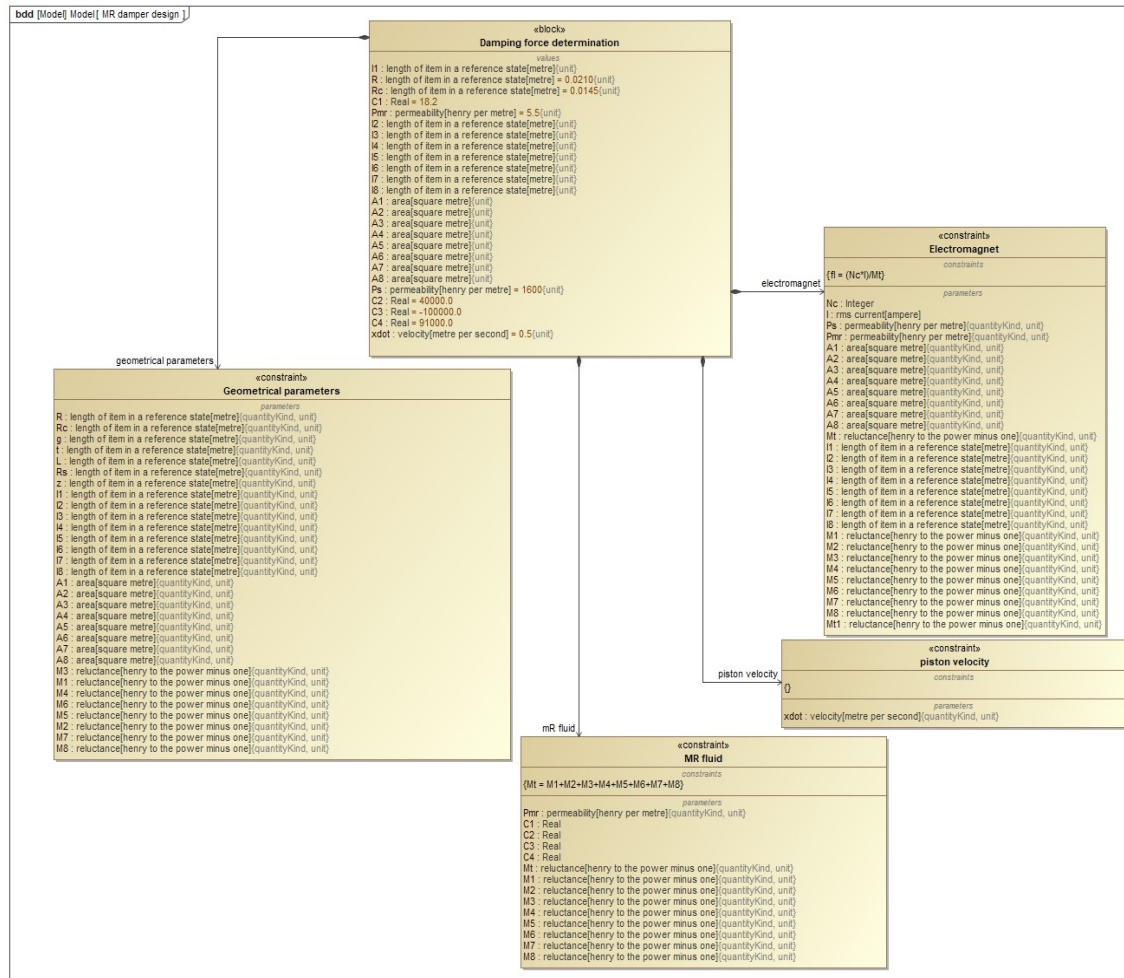 bdd [Model] Model[ MR damper design ]
«block»
Damping force determination
values
l1 : length of item in a reference state[metre]{unit}
R : length of item in a reference state[metre] = 0.0210{unit}
Rc : length of item in a reference state[metre] = 0.0145{unit}
C1 : Real = 18.2
Pmr : permeability[henry per metre] = 5.5{unit}
l2 : length of item in a reference state[metre]{unit}
l3 : length of item in a reference state[metre]{unit}
l4 : length of item in a reference state[metre]{unit}
l5 : length of item in a reference state[metre]{unit}
l6 : length of item in a reference state[metre]{unit}
l7 : length of item in a reference state[metre]{unit}
l8 : length of item in a reference state[metre]{unit}
A1 : area[square metre]{unit}
A2 : area[square metre]{unit}
A3 : area[square metre]{unit}
A4 : area[square metre]{unit}
A5 : area[square metre]{unit}
A6 : area[square metre]{unit}
A7 : area[square metre]{unit}
A8 : area[square metre]{unit}
Ps : permeability[henry per metre] = 1600{unit}
C2 : Real = 40000.0
C3 : Real = -100000.0
C4 : Real = 91000.0
xdot : velocity[metre per second] = 0.5{unit}
electromagnet
«constraint»
Electromagnet
constraints
{fl = (Nc*I)/Mt}
parameters
Nc : Integer
I : rms current[ampere]
Ps : permeability[henry per metre]{quantityKind, unit}
Pmr : permeability[henry per metre]{quantityKind, unit}
A1 : area[square metre]{quantityKind, unit}
A2 : area[square metre]{quantityKind, unit}
A3 : area[square metre]{quantityKind, unit}
A4 : area[square metre]{quantityKind, unit}
A5 : area[square metre]{quantityKind, unit}
A6 : area[square metre]{quantityKind, unit}
A7 : area[square metre]{quantityKind, unit}
A8 : area[square metre]{quantityKind, unit}
Mt : reluctance[henry to the power minus one]{quantityKind, unit}
l1 : length of item in a reference state[metre]{quantityKind, unit}
l2 : length of item in a reference state[metre]{quantityKind, unit}
l3 : length of item in a reference state[metre]{quantityKind, unit}
l4 : length of item in a reference state[metre]{quantityKind, unit}
l5 : length of item in a reference state[metre]{quantityKind, unit}
l6 : length of item in a reference state[metre]{quantityKind, unit}
l7 : length of item in a reference state[metre]{quantityKind, unit}
l8 : length of item in a reference state[metre]{quantityKind, unit}
M1 : reluctance[henry to the power minus one]{quantityKind, unit}
M2 : reluctance[henry to the power minus one]{quantityKind, unit}
M3 : reluctance[henry to the power minus one]{quantityKind, unit}
M4 : reluctance[henry to the power minus one]{quantityKind, unit}
M5 : reluctance[henry to the power minus one]{quantityKind, unit}
M6 : reluctance[henry to the power minus one]{quantityKind, unit}
M7 : reluctance[henry to the power minus one]{quantityKind, unit}
M8 : reluctance[henry to the power minus one]{quantityKind, unit}
Mt1 : reluctance[henry to the power minus one]{quantityKind, unit}
geometrical parameters
«constraint»
Geometrical parameters
parameters
R : length of item in a reference state[metre]{quantityKind, unit}
Rc : length of item in a reference state[metre]{quantityKind, unit}
g : length of item in a reference state[metre]{quantityKind, unit}
t : length of item in a reference state[metre]{quantityKind, unit}
L : length of item in a reference state[metre]{quantityKind, unit}
Rs : length of item in a reference state[metre]{quantityKind, unit}
z : length of item in a reference state[metre]{quantityKind, unit}
l1 : length of item in a reference state[metre]{quantityKind, unit}
l2 : length of item in a reference state[metre]{quantityKind, unit}
l3 : length of item in a reference state[metre]{quantityKind, unit}
l4 : length of item in a reference state[metre]{quantityKind, unit}
l5 : length of item in a reference state[metre]{quantityKind, unit}
l6 : length of item in a reference state[metre]{quantityKind, unit}
l7 : length of item in a reference state[metre]{quantityKind, unit}
l8 : length of item in a reference state[metre]{quantityKind, unit}
A1 : area[square metre]{quantityKind, unit}
A2 : area[square metre]{quantityKind, unit}
A3 : area[square metre]{quantityKind, unit}
A4 : area[square metre]{quantityKind, unit}
A5 : area[square metre]{quantityKind, unit}
A6 : area[square metre]{quantityKind, unit}
A7 : area[square metre]{quantityKind, unit}
A8 : area[square metre]{quantityKind, unit}
M3 : reluctance[henry to the power minus one]{quantityKind, unit}
M1 : reluctance[henry to the power minus one]{quantityKind, unit}
M4 : reluctance[henry to the power minus one]{quantityKind, unit}
M6 : reluctance[henry to the power minus one]{quantityKind, unit}
M5 : reluctance[henry to the power minus one]{quantityKind, unit}
M2 : reluctance[henry to the power minus one]{quantityKind, unit}
M7 : reluctance[henry to the power minus one]{quantityKind, unit}
M8 : reluctance[henry to the power minus one]{quantityKind, unit}
piston velocity
«constraint»
piston velocity
constraints
{}
parameters
xdot : velocity[metre per second]{quantityKind, unit}
mR fluid
«constraint»
MR fluid
constraints
{Mt = M1+M2+M3+M4+M5+M6+M7+M8}
parameters
Pmr : permeability[henry per metre]{quantityKind, unit}
C1 : Real
C2 : Real
C3 : Real
C4 : Real
Mt : reluctance[henry to the power minus one]{quantityKind, unit}
M1 : reluctance[henry to the power minus one]{quantityKind, unit}
M2 : reluctance[henry to the power minus one]{quantityKind, unit}
M3 : reluctance[henry to the power minus one]{quantityKind, unit}
M4 : reluctance[henry to the power minus one]{quantityKind, unit}
M5 : reluctance[henry to the power minus one]{quantityKind, unit}
M6 : reluctance[henry to the power minus one]{quantityKind, unit}
M7 : reluctance[henry to the power minus one]{quantityKind, unit}
M8 : reluctance[henry to the power minus one]{quantityKind, unit}